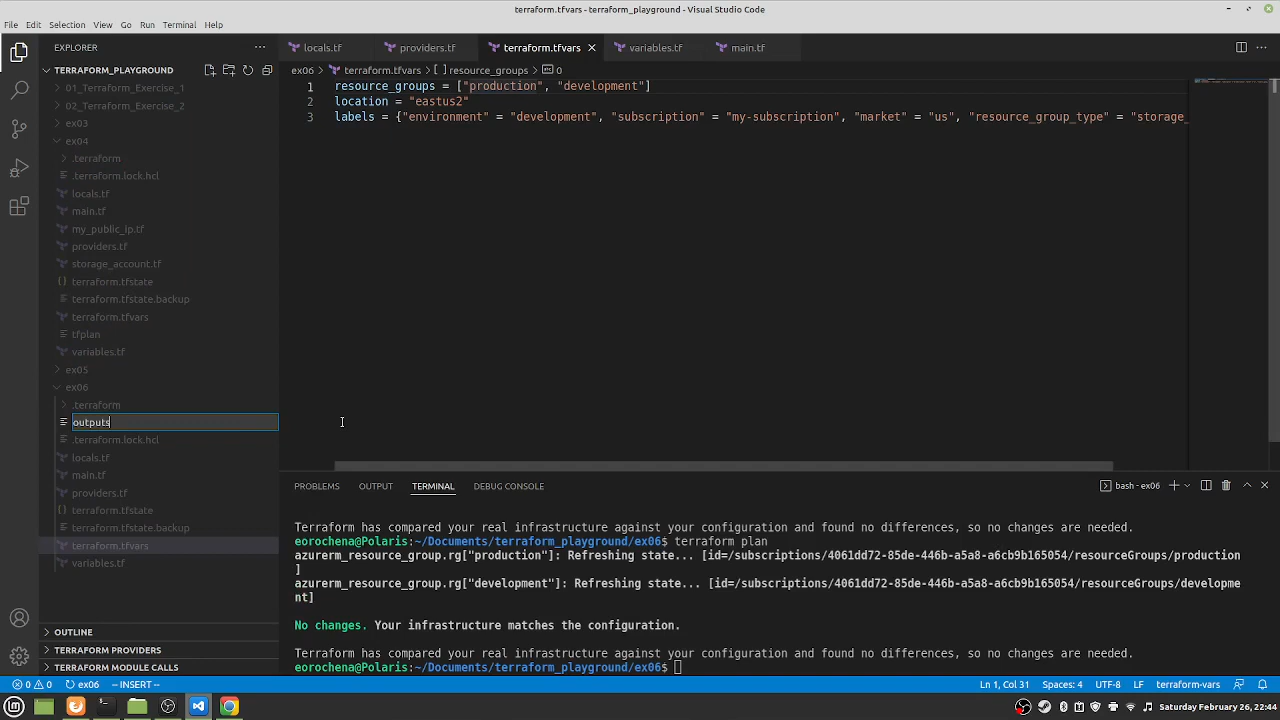 terraform.tfvars - terraform_playground - Visual Studio Code
File Edit Selection View Go Run Terminal Help
EXPLORER
locals.tf
providers.tf
terraform.tfvars
variables.tf
main.tf
TERRAFORM_PLAYGROUND
ex06 > terraform.tfvars > [ ] resource_groups > 0
01_Terraform_Exercise_1
02_Terraform_Exercise_2
ex03
ex04
.terraform
.terraform.lock.hcl
locals.tf
main.tf
my_public_ip.tf
providers.tf
storage_account.tf
terraform.tfstate
terraform.tfstate.backup
terraform.tfvars
tfplan
variables.tf
ex05
ex06
.terraform
outputs
.terraform.lock.hcl
locals.tf
main.tf
providers.tf
terraform.tfstate
terraform.tfstate.backup
terraform.tfvars
variables.tf
OUTLINE
TERRAFORM PROVIDERS
TERRAFORM MODULE CALLS
1 resource_groups = ["production", "development"]
2 location = "eastus2"
3 labels = {"environment" = "development", "subscription" = "my-subscription", "market" = "us", "resource_group_type" = "storage_
PROBLEMS OUTPUT TERMINAL DEBUG CONSOLE
bash - ex06
Terraform has compared your real infrastructure against your configuration and found no differences, so no changes are needed.
eorochena@Polaris:~/Documents/terraform_playground/ex06$ terraform plan
azurerm_resource_group.rg["production"]: Refreshing state... [id=/subscriptions/4061dd72-85de-446b-a5a8-a6cb9b165054/resourceGroups/production
]
azurerm_resource_group.rg["development"]: Refreshing state... [id=/subscriptions/4061dd72-85de-446b-a5a8-a6cb9b165054/resourceGroups/developme
nt]
No changes. Your infrastructure matches the configuration.
Terraform has compared your real infrastructure against your configuration and found no differences, so no changes are needed.
eorochena@Polaris:~/Documents/terraform_playground/ex06$
0 0 ex06 -- INSERT --
Ln 1, Col 31 Spaces: 4 UTF-8 LF terraform-vars
Saturday February 26, 22:44